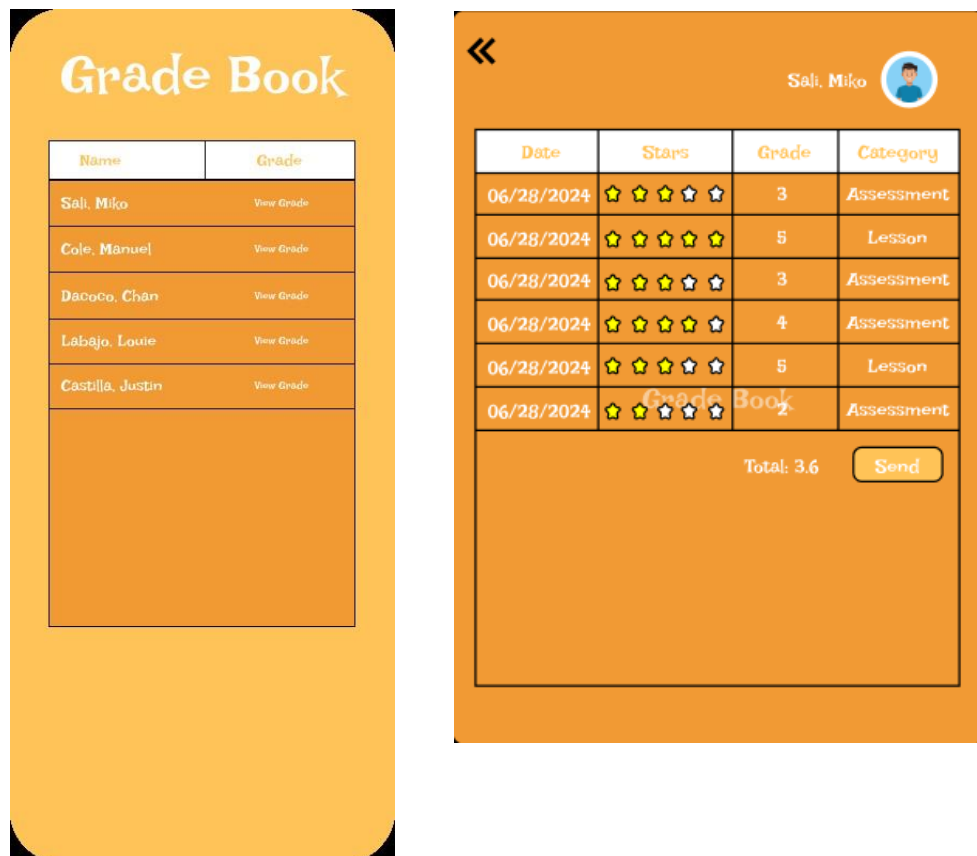 Grade Book
Name Grade
Sali, Miko View Grade
Cole, Manuel View Grade
Dacoco, Chan View Grade
Labajo, Louie View Grade
Castilla, Justin View Grade
Sali, Miko
Date Stars Grade Category
06/28/2024 3 Assessment
06/28/2024 5 Lesson
06/28/2024 3 Assessment
06/28/2024 4 Assessment
06/28/2024 5 Lesson
Grade Book
06/28/2024 2 Assessment
Total: 3.6 Send